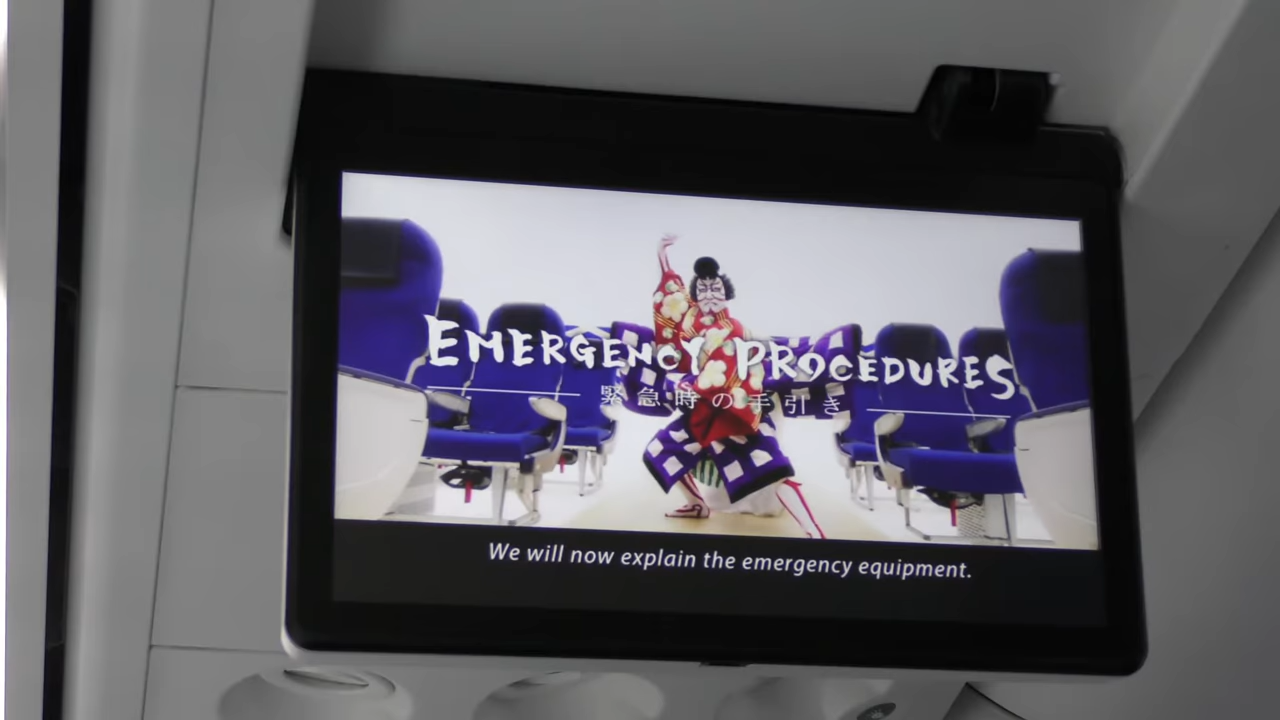 EMERGENCY PROCEDURES
緊急時の手引き
We will now explain the emergency equipment.